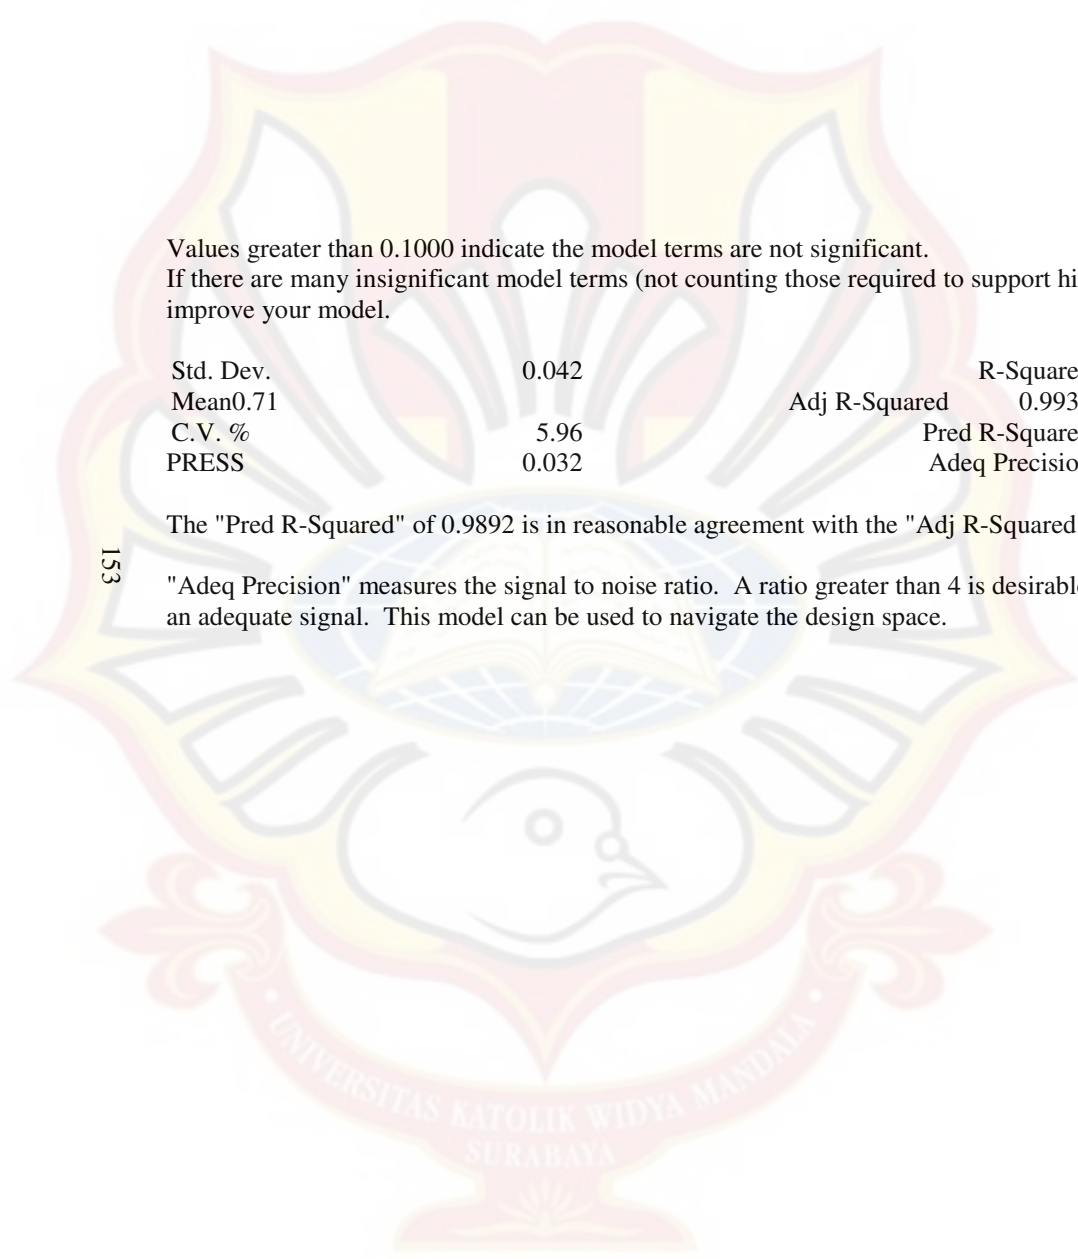 Values greater than 0.1000 indicate the model terms are not significant.
If there are many insignificant model terms (not counting those required to support hi
improve your model.
Std. Dev. 0.042 R-Square
Mean0.71 Adj R-Squared 0.993
C.V. % 5.96 Pred R-Square
PRESS 0.032 Adeq Precisio
The "Pred R-Squared" of 0.9892 is in reasonable agreement with the "Adj R-Squared
"Adeq Precision" measures the signal to noise ratio. A ratio greater than 4 is desirable
an adequate signal. This model can be used to navigate the design space.
153
UNIVERSITAS KATOLIK WIDYA MANDALA
SURABAYA